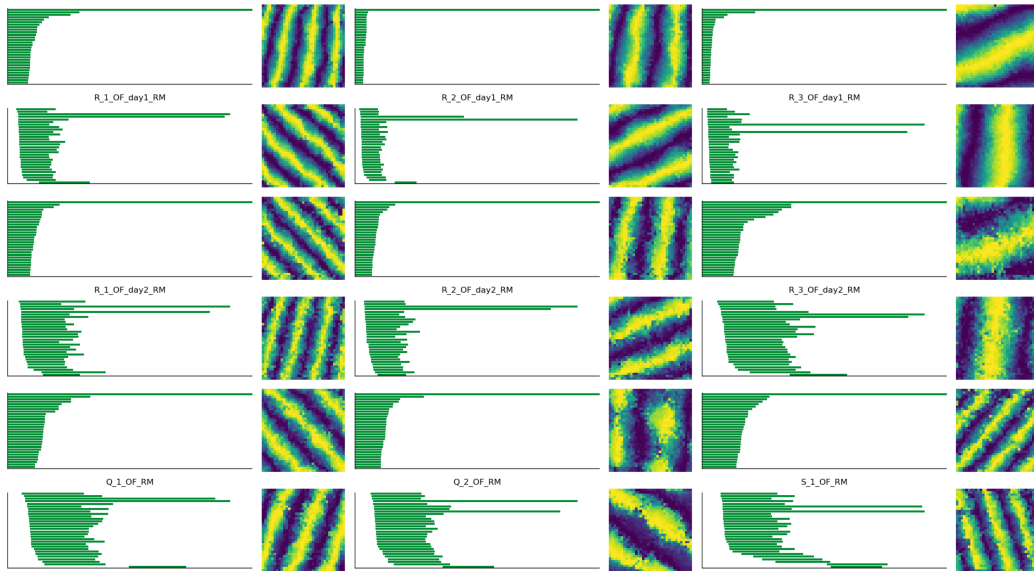 R_1_OF_day1_RM
R_2_OF_day1_RM
R_3_OF_day1_RM
R_1_OF_day2_RM
R_2_OF_day2_RM
R_3_OF_day2_RM
Q_1_OF_RM
Q_2_OF_RM
S_1_OF_RM